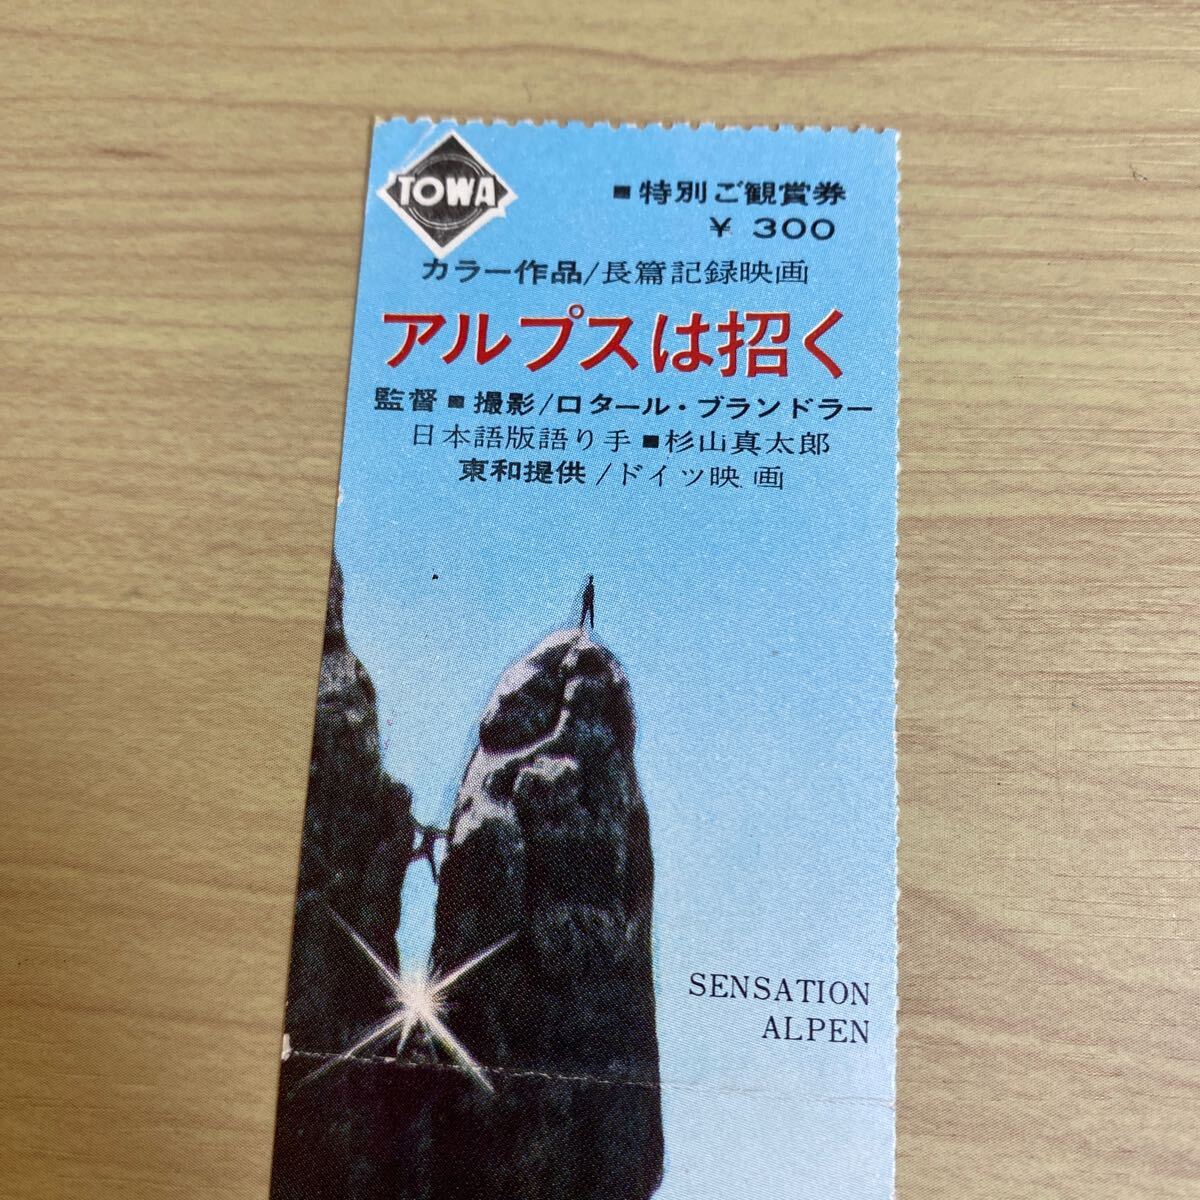 TOWA
■特別ご観賞券
¥ 300
カラー作品/長篇記録映画
アルプスは招く
監督■撮影/ロタール・ブランドラー
日本語版語り手■杉山真太郎
東和提供/ドイツ映画
SENSATION
ALPEN